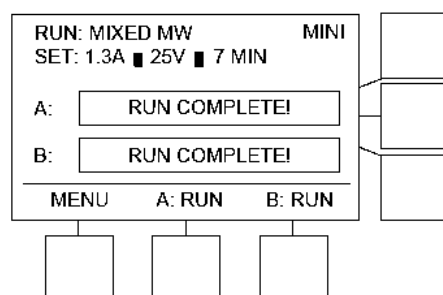 RUN: MIXED MW MINI
SET: 1.3A ▮ 25V ▮ 7 MIN
A: RUN COMPLETE!
B: RUN COMPLETE!
MENU A: RUN B: RUN